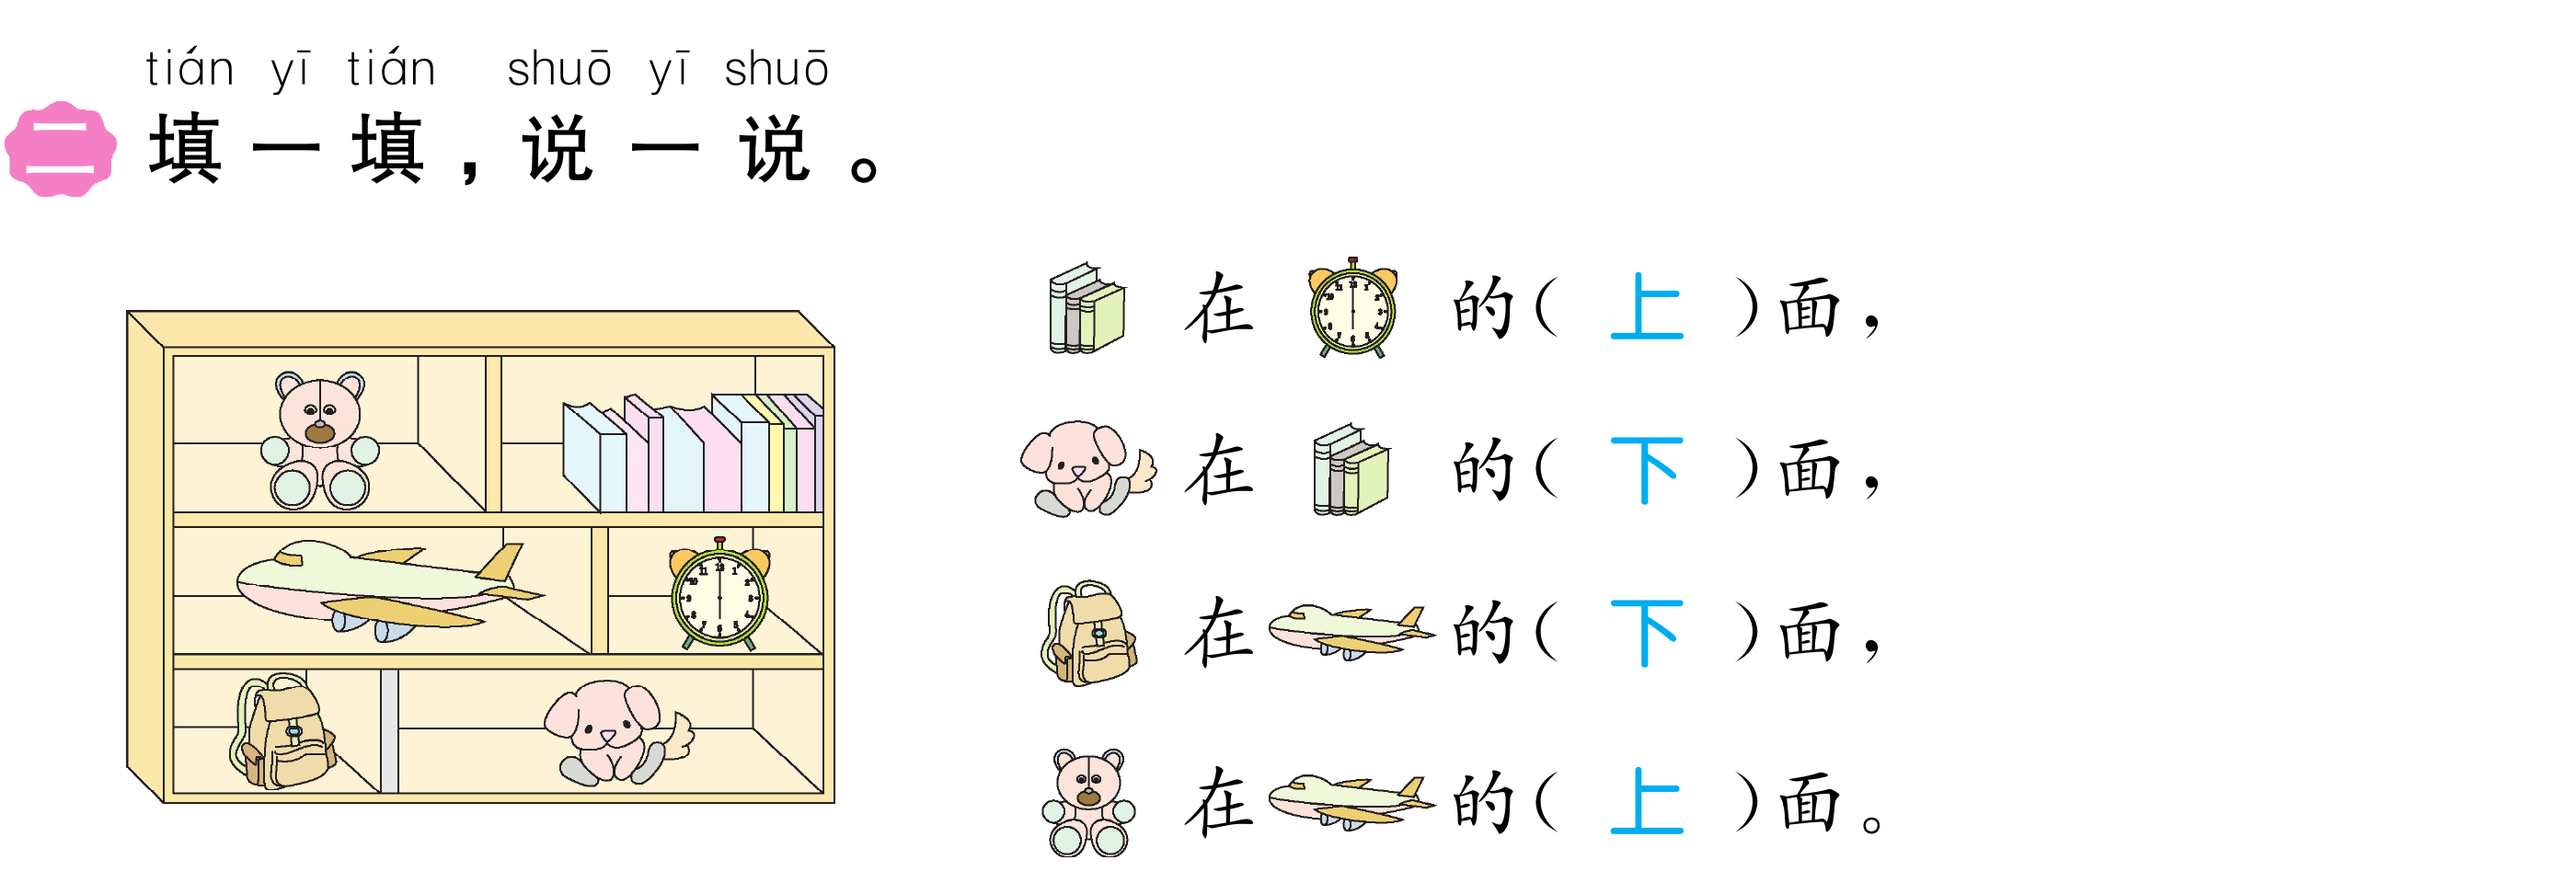 tián yī tián shuō yī shuō
二 填一填，说一说。
在 的（ 上 ）面，
在 的（ 下 ）面，
在 的（ 下 ）面，
在 的（ 上 ）面。